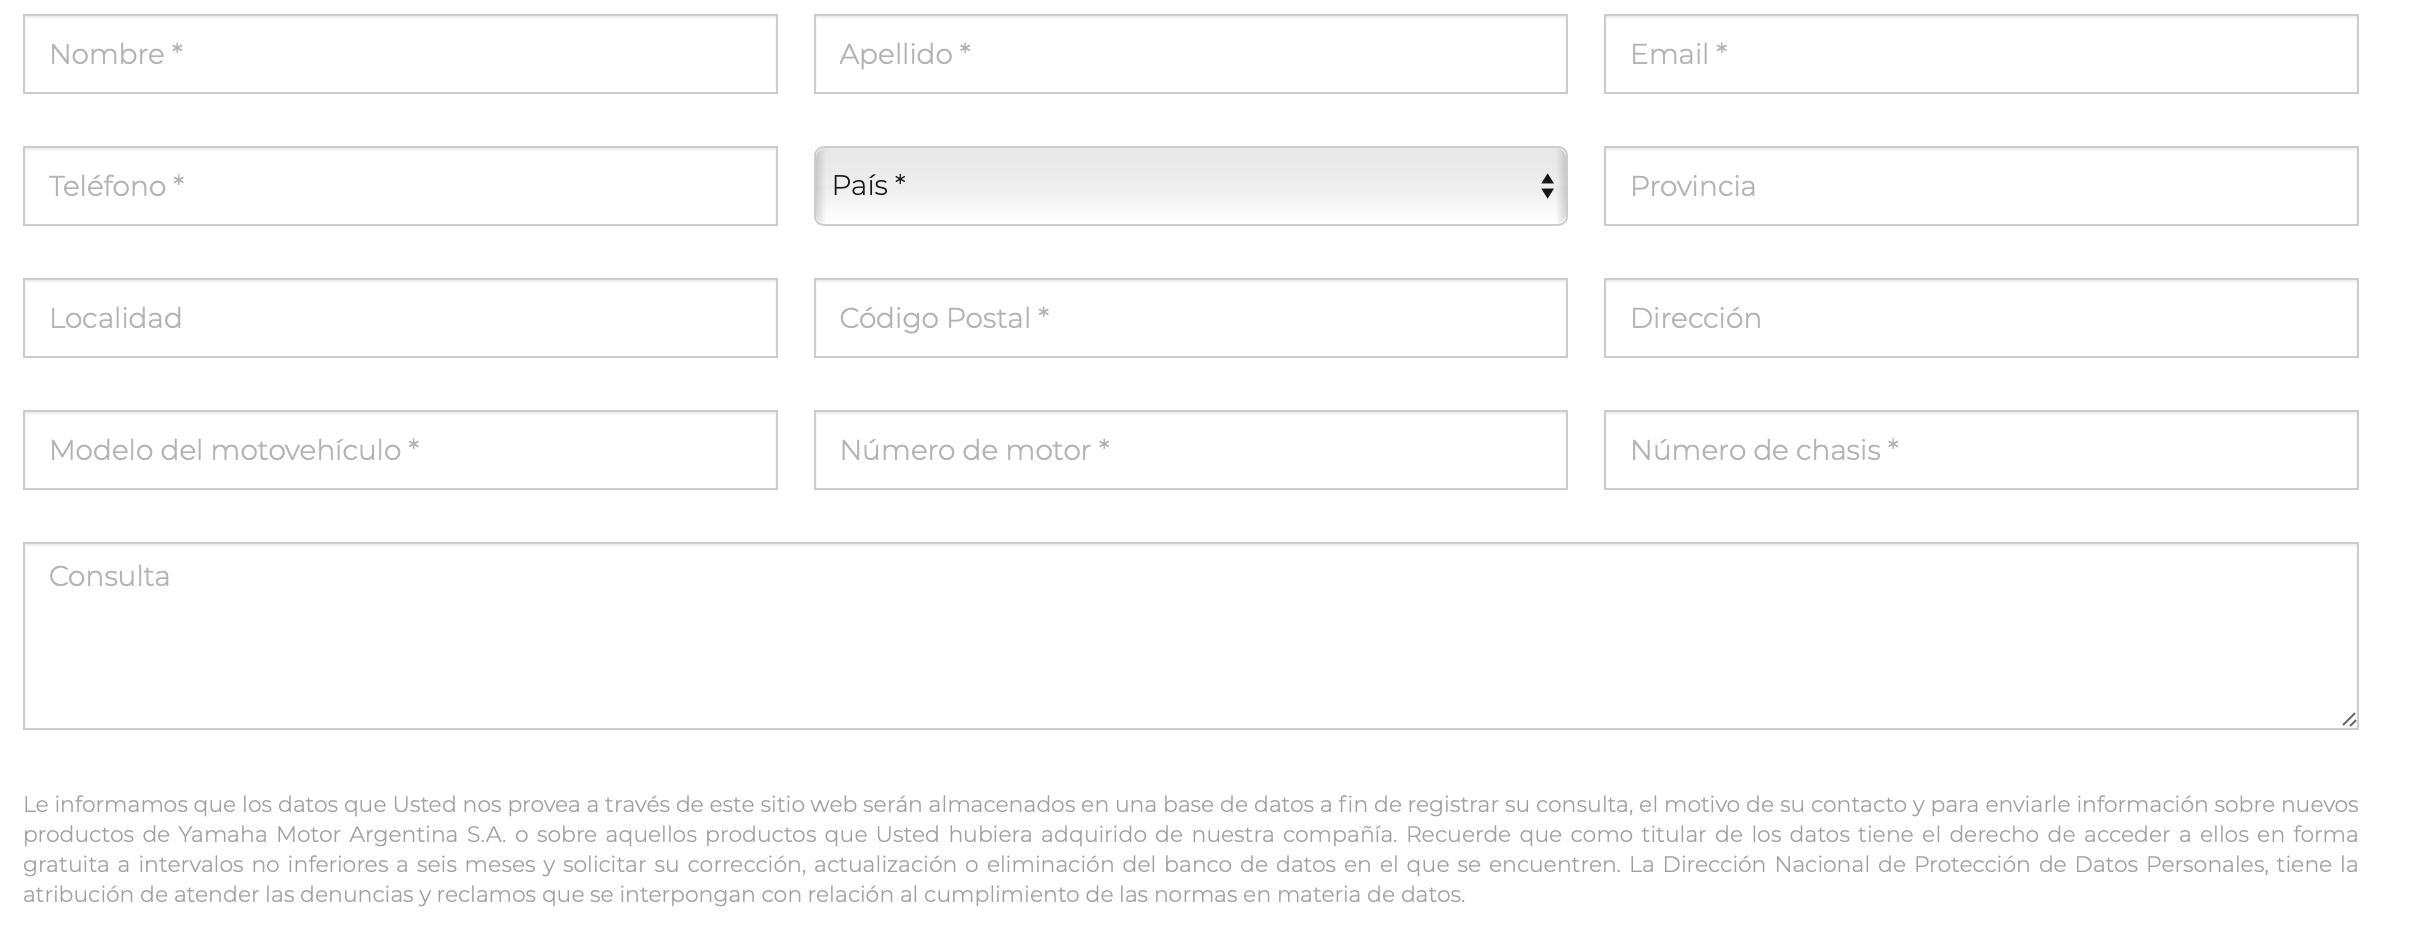 Nombre *
Apellido *
Email *
Teléfono *
País *
Provincia
Localidad
Código Postal *
Dirección
Modelo del motovehículo *
Número de motor *
Número de chasis *
Consulta
Le informamos que los datos que Usted nos provea a través de este sitio web serán almacenados en una base de datos a fin de registrar su consulta, el motivo de su contacto y para enviarle información sobre nuevos
productos de Yamaha Motor Argentina S.A. o sobre aquellos productos que Usted hubiera adquirido de nuestra compañía. Recuerde que como titular de los datos tiene el derecho de acceder a ellos en forma
gratuita a intervalos no inferiores a seis meses y solicitar su corrección, actualización o eliminación del banco de datos en el que se encuentren. La Dirección Nacional de Protección de Datos Personales, tiene la
atribución de atender las denuncias y reclamos que se interpongan con relación al cumplimiento de las normas en materia de datos.